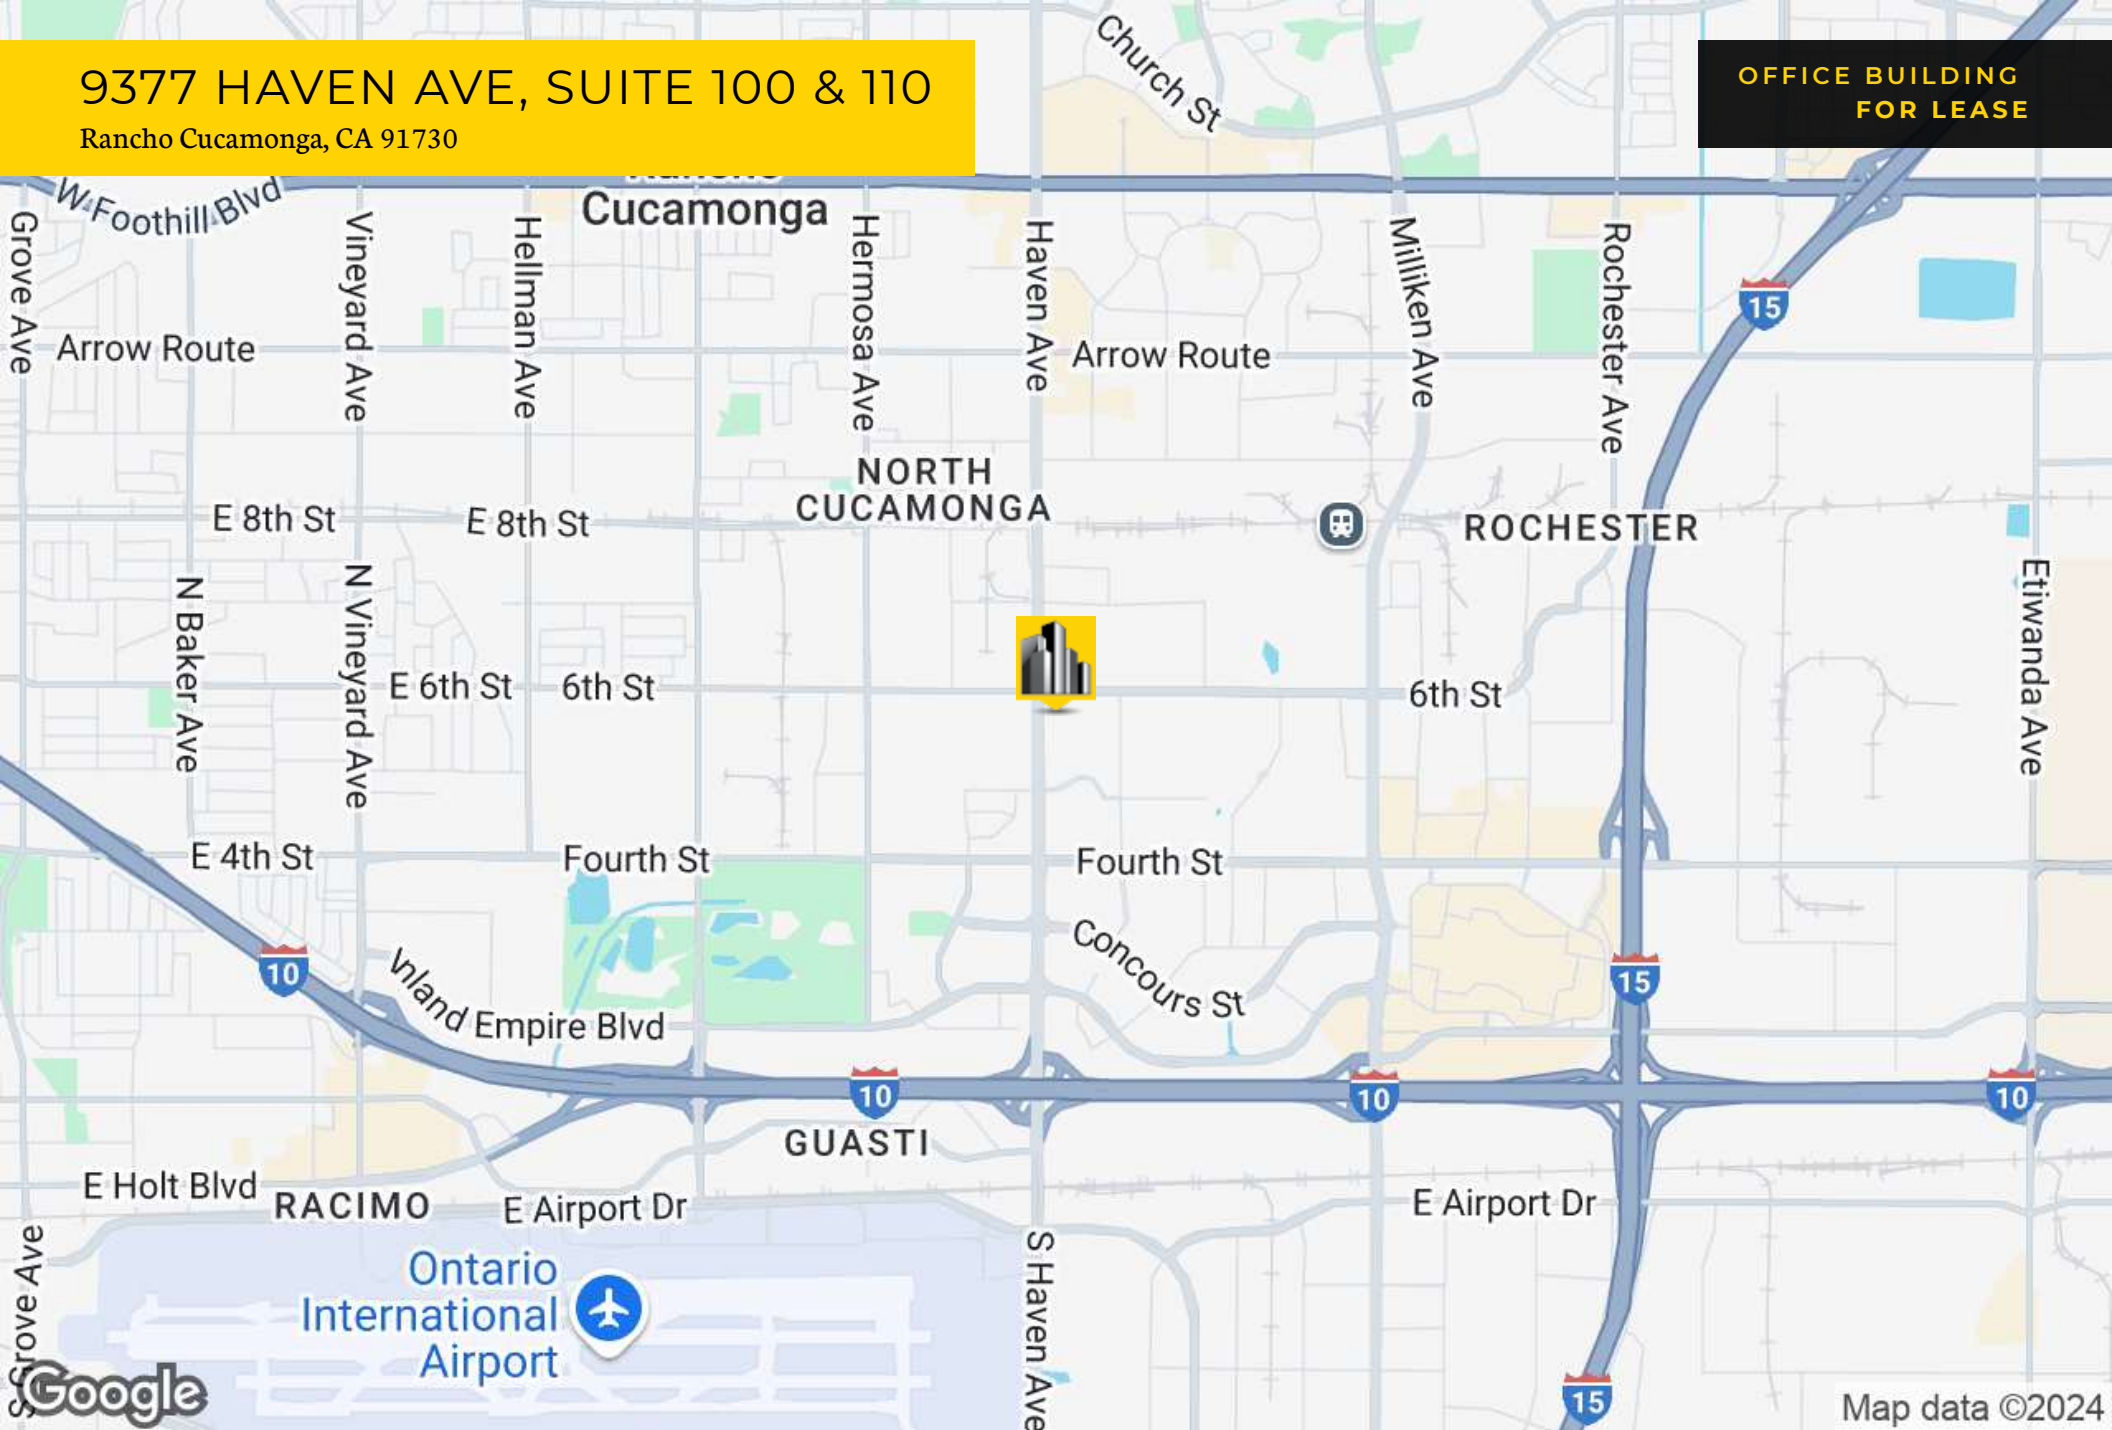 9377 HAVEN AVE, SUITE 100 & 110
Rancho Cucamonga, CA 91730
OFFICE BUILDING
FOR LEASE
Church St
W Foothill Blvd
Rancho
Cucamonga
Grove Ave
Vineyard Ave
Hellman Ave
Hermosa Ave
Haven Ave
Milliken Ave
Rochester Ave
15
Arrow Route
Arrow Route
NORTH
CUCAMONGA
E 8th St
E 8th St
ROCHESTER
N Baker Ave
N Vineyard Ave
Etiwanda Ave
E 6th St
6th St
6th St
E 4th St
Fourth St
Fourth St
10
Inland Empire Blvd
Concours St
15
10
10
10
GUASTI
E Holt Blvd
RACIMO
E Airport Dr
E Airport Dr
S Grove Ave
Ontario
International
Airport
S Haven Ave
15
Google
Map data ©2024